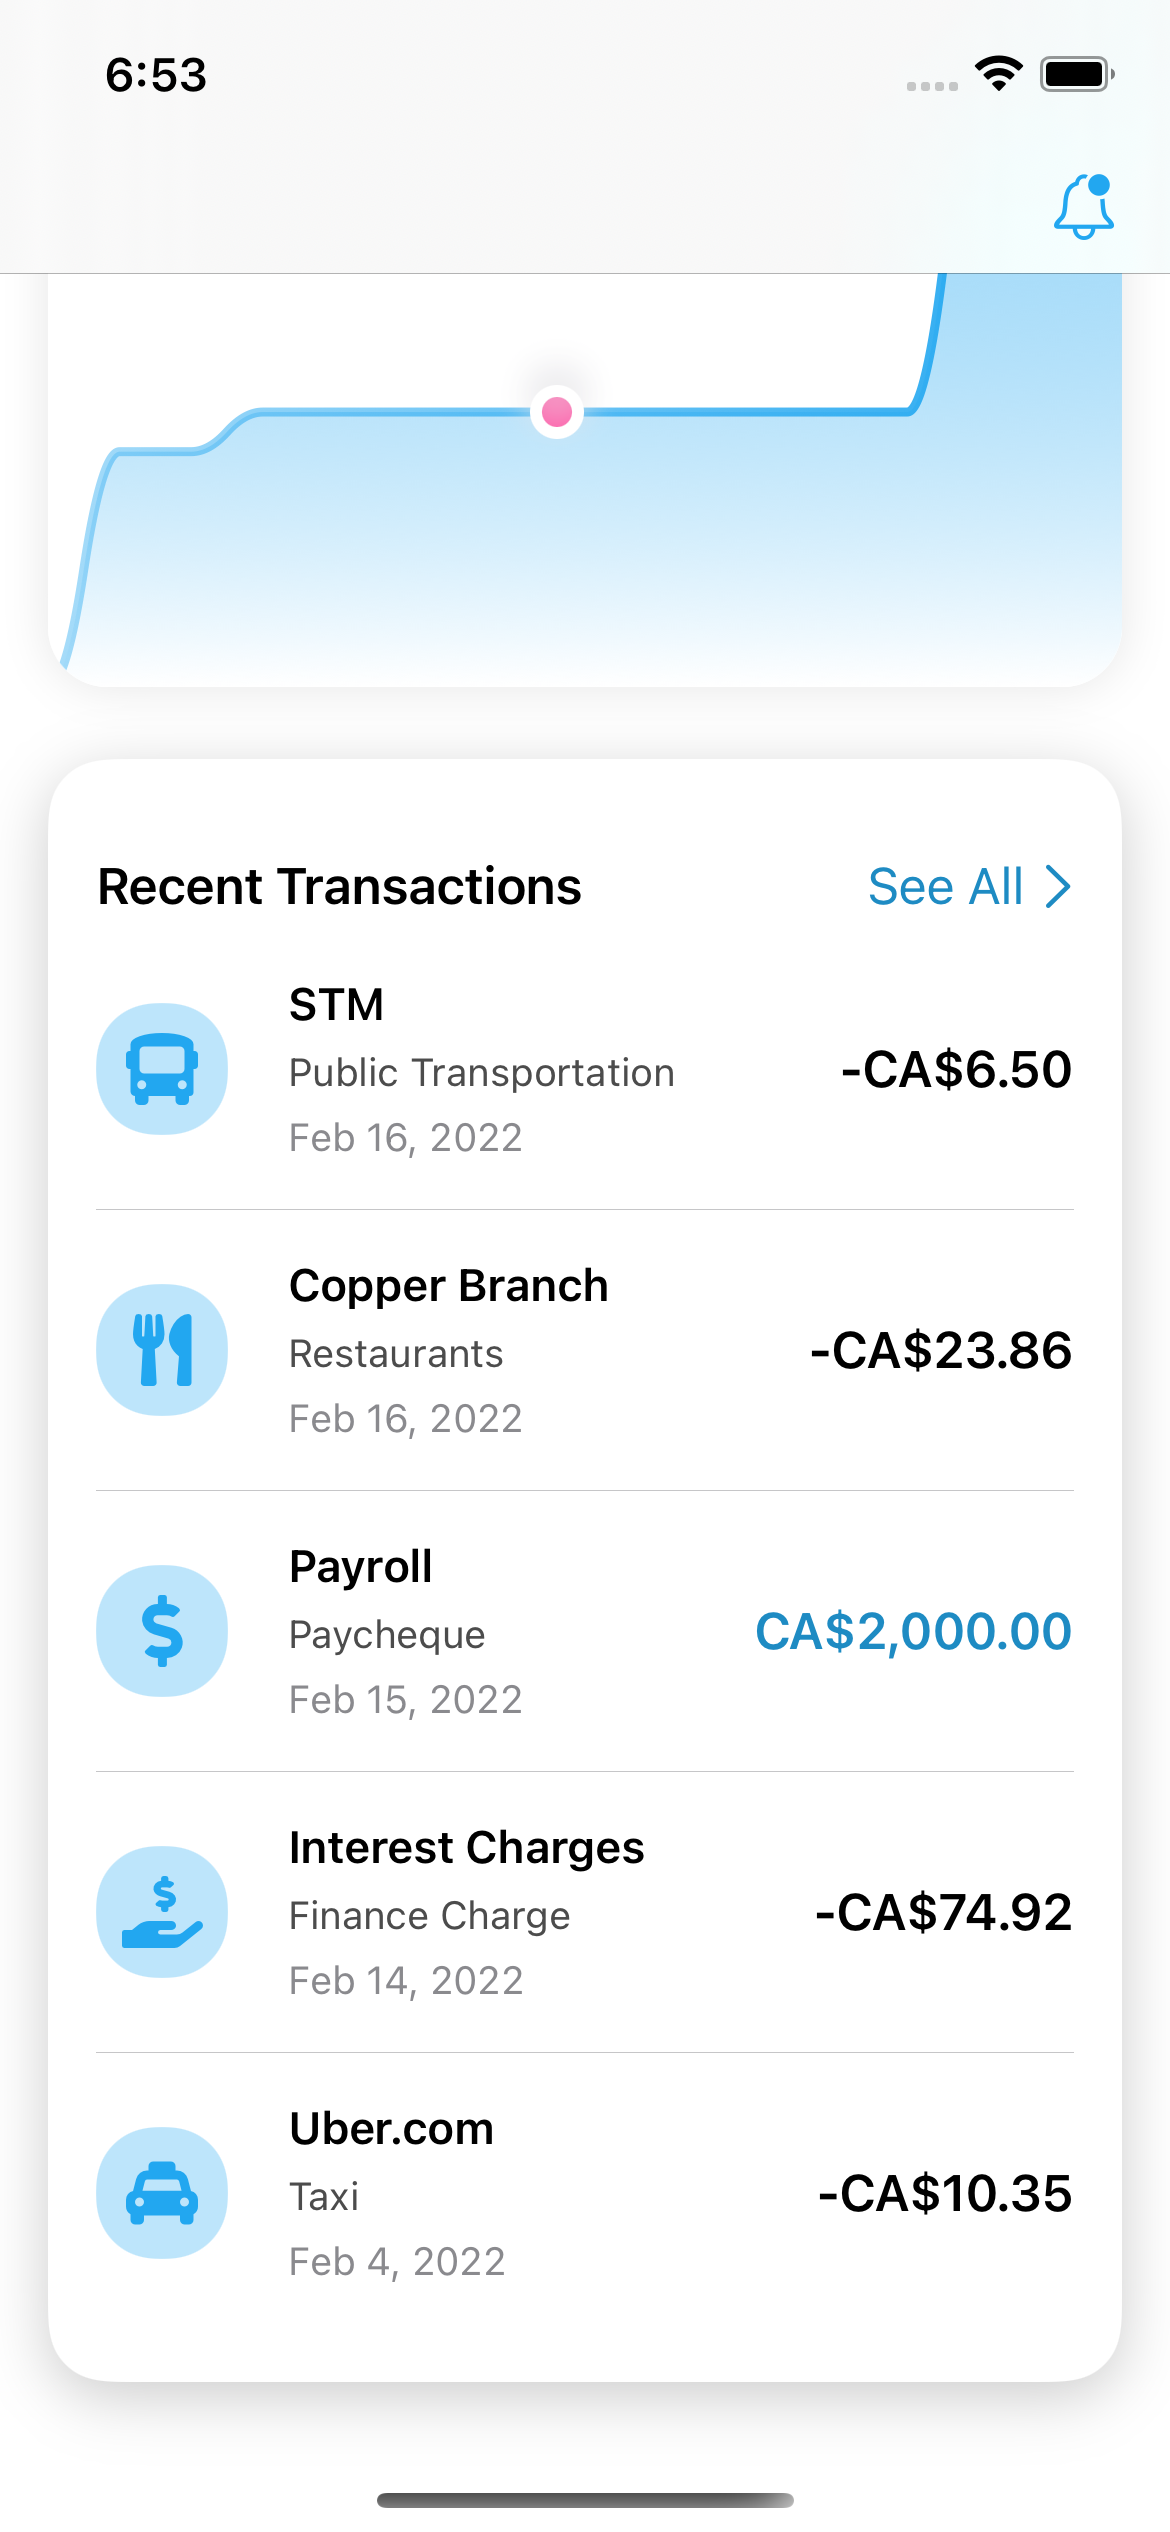 6:53
Recent Transactions
See All
STM
Public Transportation
Feb 16, 2022
-CA$6.50
Copper Branch
Restaurants
Feb 16, 2022
-CA$23.86
Payroll
Paycheque
Feb 15, 2022
CA$2,000.00
Interest Charges
Finance Charge
Feb 14, 2022
-CA$74.92
Uber.com
Taxi
Feb 4, 2022
-CA$10.35